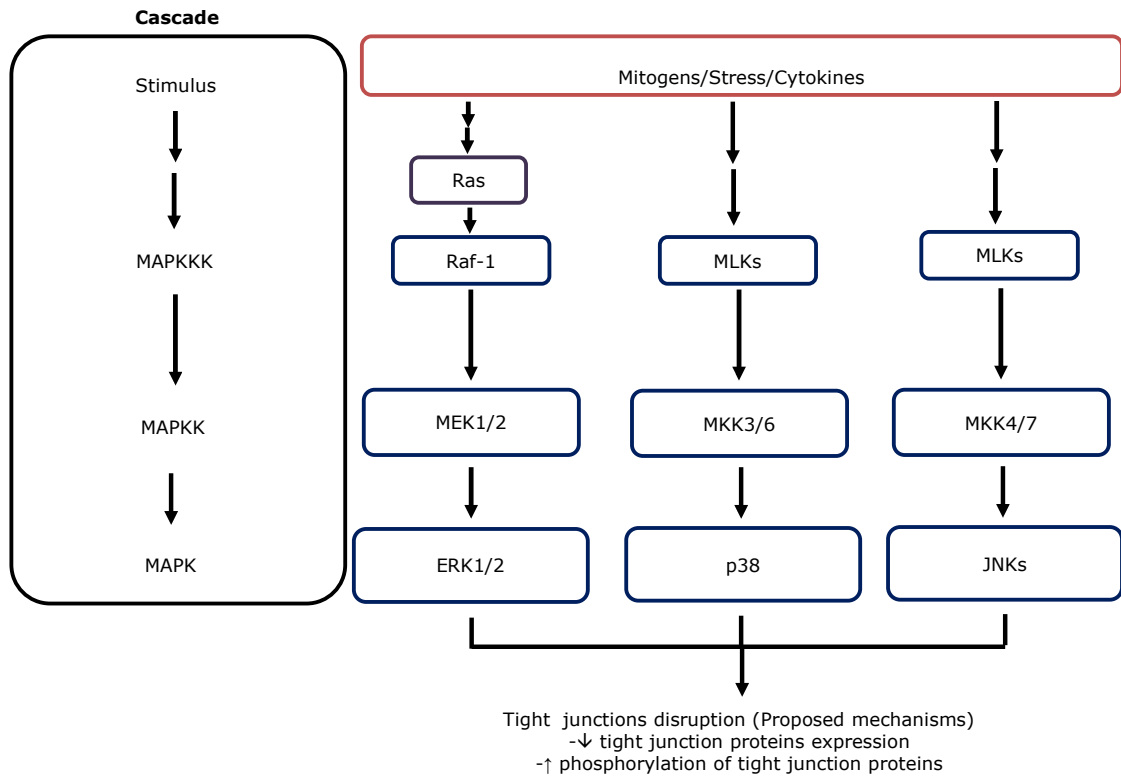 Cascade
Stimulus
MAPKKK
MAPKK
MAPK
Mitogens/Stress/Cytokines
Ras
Raf-1
MLKs
MLKs
MEK1/2
MKK3/6
MKK4/7
ERK1/2
p38
JNKs
Tight junctions disruption (Proposed mechanisms)
-↓ tight junction proteins expression
-↑ phosphorylation of tight junction proteins